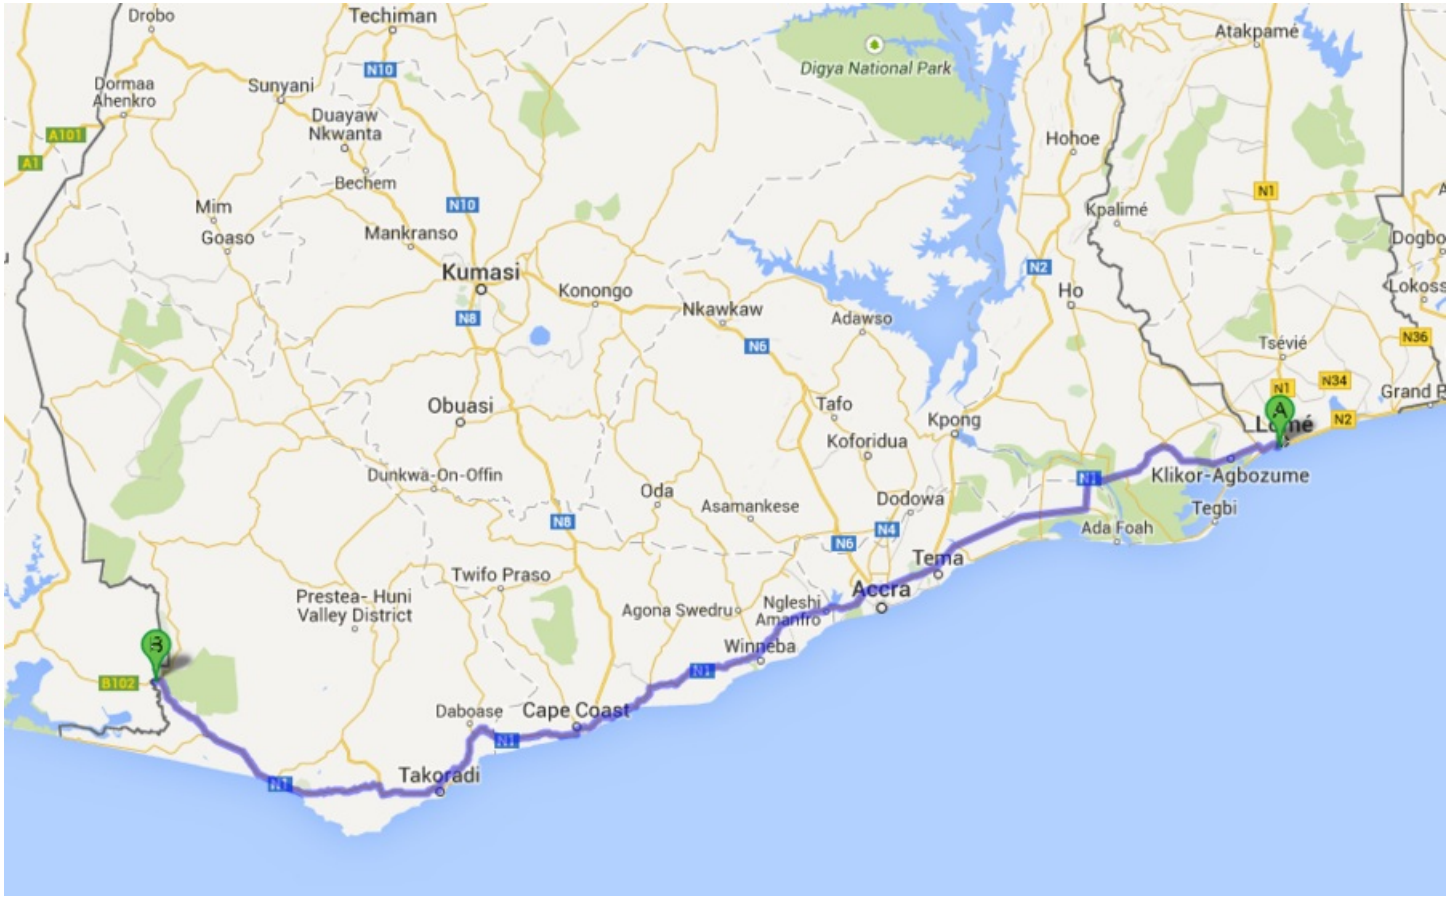 Drobo
Techiman
Atakpamé
N10
Digya National Park
Dormaa
Ahenkro
Sunyani
Duayaw
Nkwanta
A101
A1
Hohoe
Bechem
N1
N10
Mim
Goaso
Mankranso
Kpalimé
Dogbo
Kumasi
N2
Konongo
Ho
Lokoss
N8
Nkawkaw
Adawso
N6
Tsévié
N36
N1
N34
Obuasi
Tafo
Kpong
A
Lomé
N2
Grand
Koforidua
Dunkwa-On-Offin
N1
Klikor-Agbozume
Oda
Asamankese
Dodowa
Tegbi
N8
N4
Ada Foah
N6
Tema
Twifo Praso
Accra
Prestea- Huni
Valley District
Agona Swedru
Ngleshi
Amanfro
B
Winneba
N1
B102
Daboase
Cape Coast
N1
Takoradi
N1